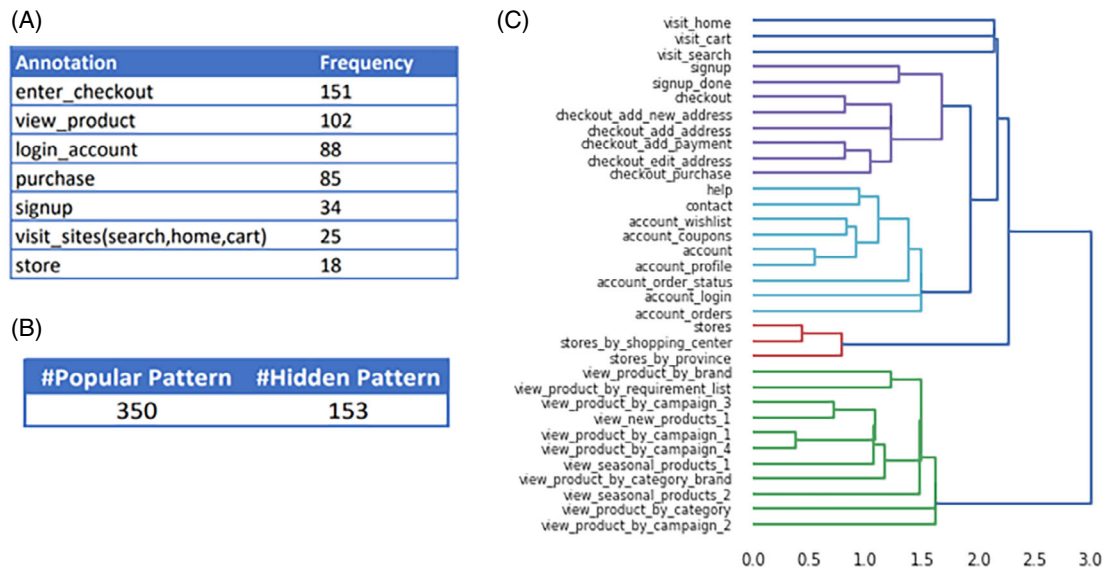 (A)
Annotation Frequency
enter_checkout 151
view_product 102
login_account 88
purchase 85
signup 34
visit_sites(search,home,cart) 25
store 18
(B)
#Popular Pattern #Hidden Pattern
350 153
(C)
visit_home
visit_cart
visit_search
signup
signup_done
checkout
checkout_add_new_address
checkout_add_address
checkout_add_payment
checkout_edit_address
checkout_purchase
help
contact
account_wishlist
account_coupons
account
account_profile
account_order_status
account_login
account_orders
stores
stores_by_shopping_center
stores_by_province
view_product_by_brand
view_product_by_requirement_list
view_product_by_campaign_3
view_new_products_1
view_product_by_campaign_1
view_product_by_campaign_4
view_seasonal_products_1
view_product_by_category_brand
view_seasonal_products_2
view_product_by_category
view_product_by_campaign_2
0.0 0.5 1.0 1.5 2.0 2.5 3.0